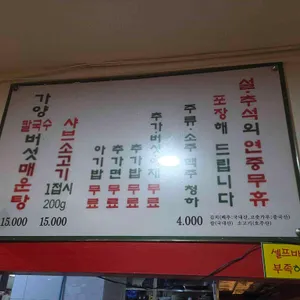 가양
칼국수버섯매운탕
15.000
샤브소고기
1접시
200g
15.000
아기밥 무료
추가면 무료
추가밥 무료
추가버섯야채 무료
주류·소주맥주청하
4.000
포장해 드립니다
설·추석의 연중무휴
셀프바